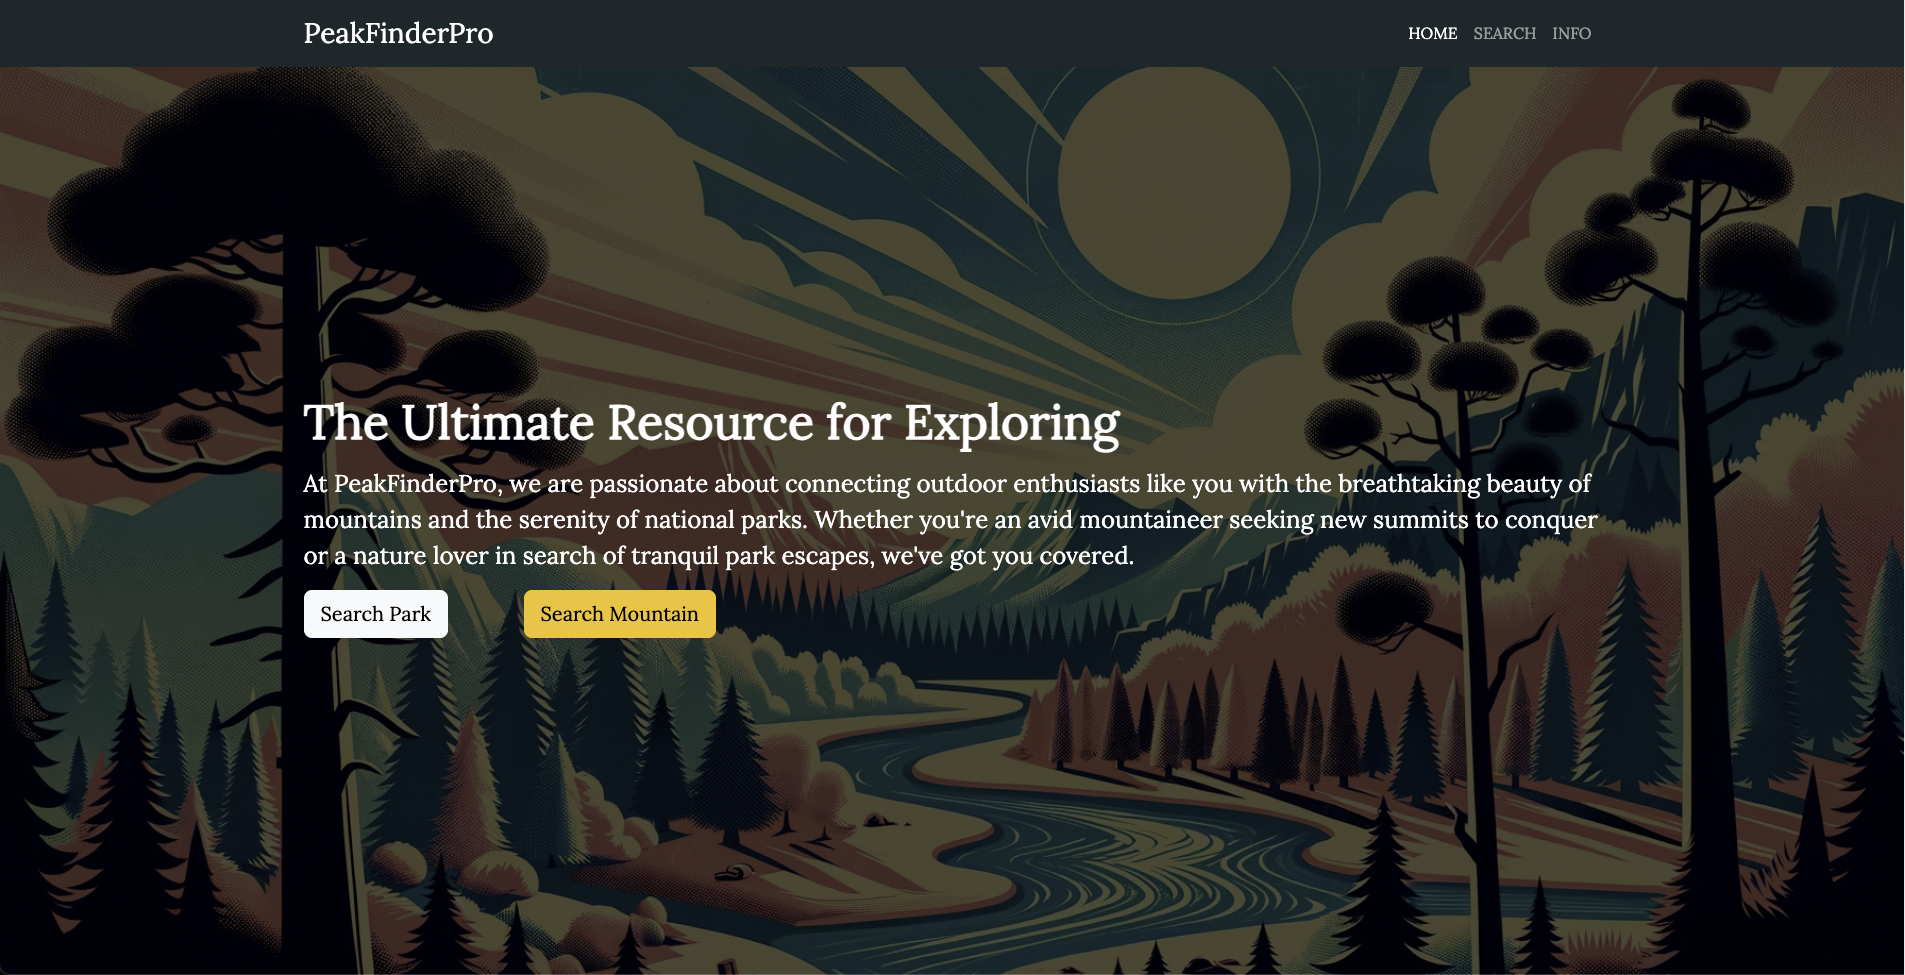 PeakFinderPro
HOME SEARCH INFO
The Ultimate Resource for Exploring
At PeakFinderPro, we are passionate about connecting outdoor enthusiasts like you with the breathtaking beauty of
mountains and the serenity of national parks. Whether you're an avid mountaineer seeking new summits to conquer
or a nature lover in search of tranquil park escapes, we've got you covered.
Search Park
Search Mountain